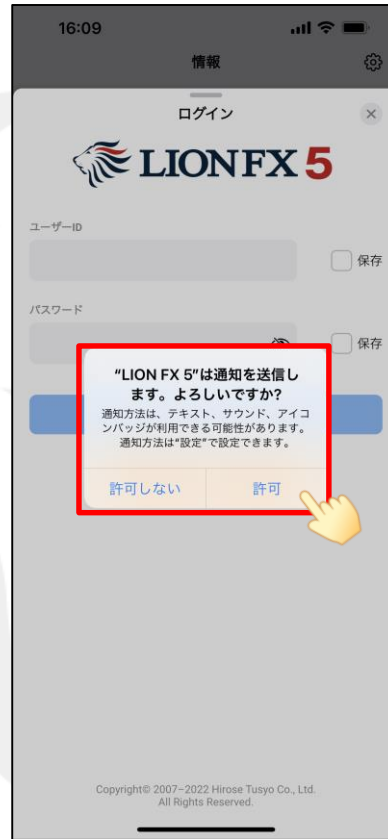 16:09
情報
ログイン
LION FX 5
ユーザーID
保存
パスワード
保存
"LION FX 5"は通知を送信し
ます。よろしいですか?
通知方法は、テキスト、サウンド、アイコ
ンバッジが利用できる可能性があります。
通知方法は"設定"で設定できます。
許可しない 許可
Copyright© 2007-2022 Hirose Tusyo Co., Ltd.
All Rights Reserved.